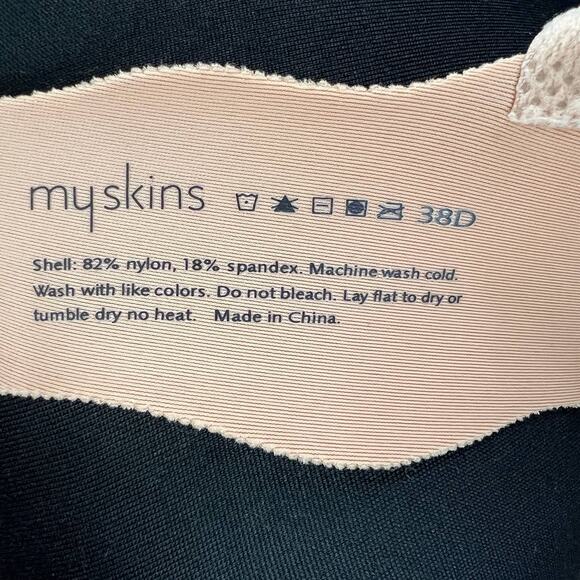 myskins 38D
Shell: 82% nylon, 18% spandex. Machine wash cold.
Wash with like colors. Do not bleach. Lay flat to dry or
tumble dry no heat. Made in China.